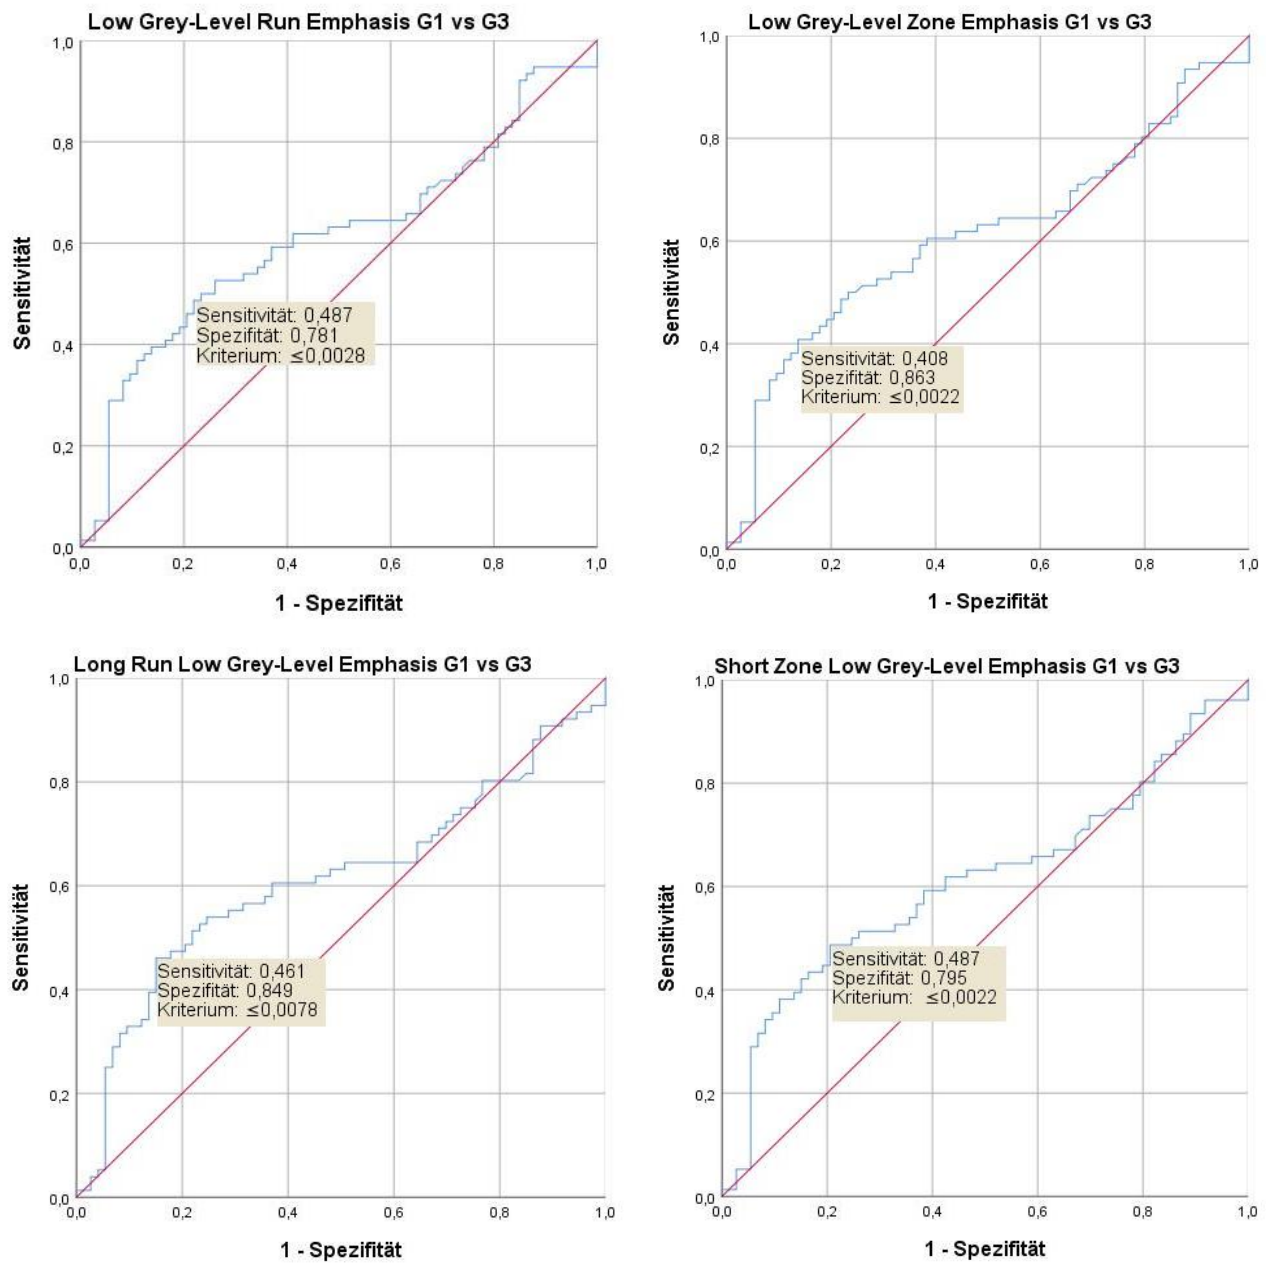 Low Grey-Level Run Emphasis G1 vs G3
1,0
0,8
0,6
0,4
0,2
0,0
Sensitivität
Sensitivität: 0,487
Spezifität: 0,781
Kriterium: ≤0,0028
0,0 0,2 0,4 0,6 0,8 1,0
1 - Spezifität
Low Grey-Level Zone Emphasis G1 vs G3
1,0
0,8
0,6
0,4
0,2
0,0
Sensitivität
Sensitivität: 0,408
Spezifität: 0,863
Kriterium: ≤0,0022
0,0 0,2 0,4 0,6 0,8 1,0
1 - Spezifität
Long Run Low Grey-Level Emphasis G1 vs G3
1,0
0,8
0,6
0,4
0,2
0,0
Sensitivität
Sensitivität: 0,461
Spezifität: 0,849
Kriterium: ≤0,0078
0,0 0,2 0,4 0,6 0,8 1,0
1 - Spezifität
Short Zone Low Grey-Level Emphasis G1 vs G3
1,0
0,8
0,6
0,4
0,2
0,0
Sensitivität
Sensitivität: 0,487
Spezifität: 0,795
Kriterium: ≤0,0022
0,0 0,2 0,4 0,6 0,8 1,0
1 - Spezifität